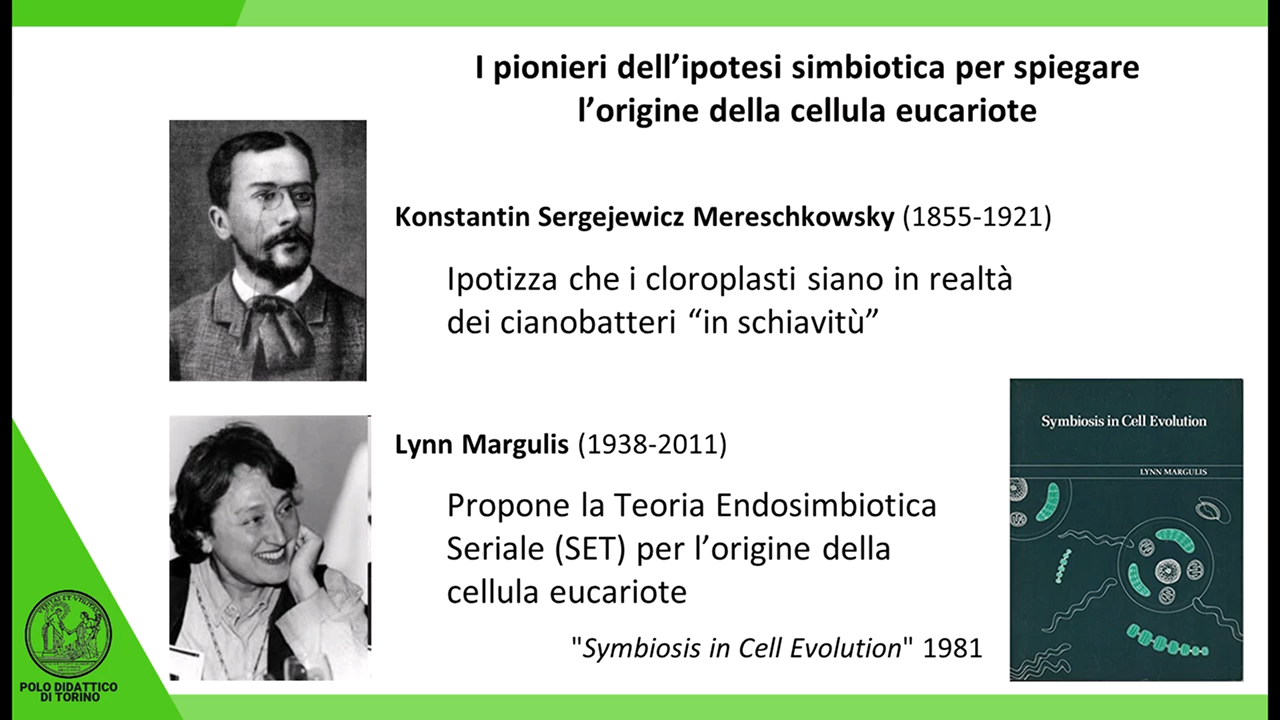 I pionieri dell’ipotesi simbiotica per spiegare
l’origine della cellula eucariote
Konstantin Sergejewicz Mereschkowsky (1855-1921)
Ipotizza che i cloroplasti siano in realtà
dei cianobatteri “in schiavitù”
Lynn Margulis (1938-2011)
Propone la Teoria Endosimbiotica
Seriale (SET) per l’origine della
cellula eucariote
"Symbiosis in Cell Evolution" 1981
Symbiosis in Cell Evolution
LYNN MARGULIS
POLO DIDATTICO
DI TORINO